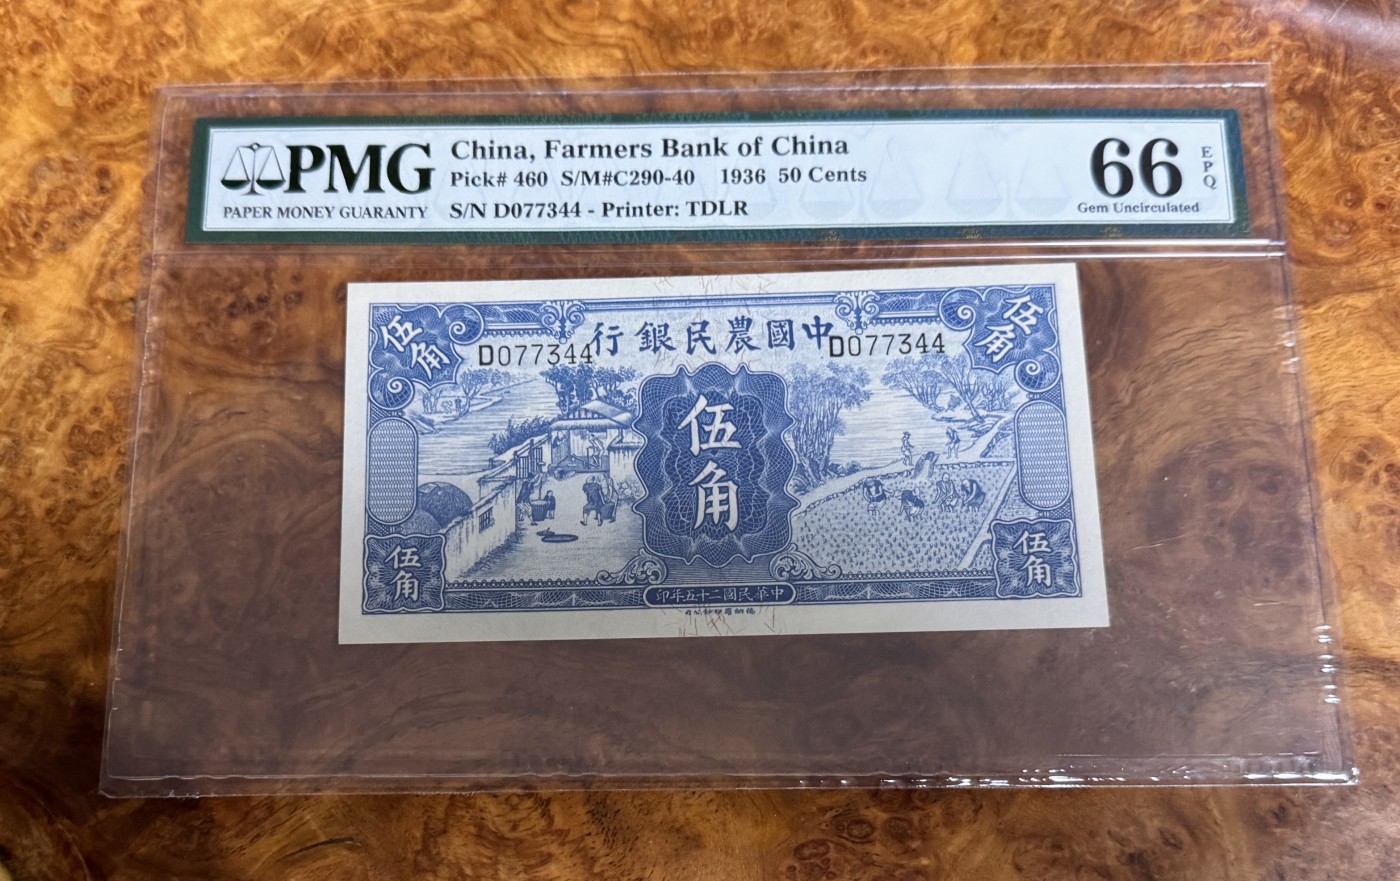 PMG
PAPER MONEY GUARANTY
China, Farmers Bank of China
Pick# 460 S/M#C290-40 1936 50 Cents
S/N D077344 - Printer: TDLR
66
EPQ
Gem Uncirculated
伍角
行銀民農國中
伍角
D077344
D077344
伍角
伍角
伍角
印年五十二國民華中